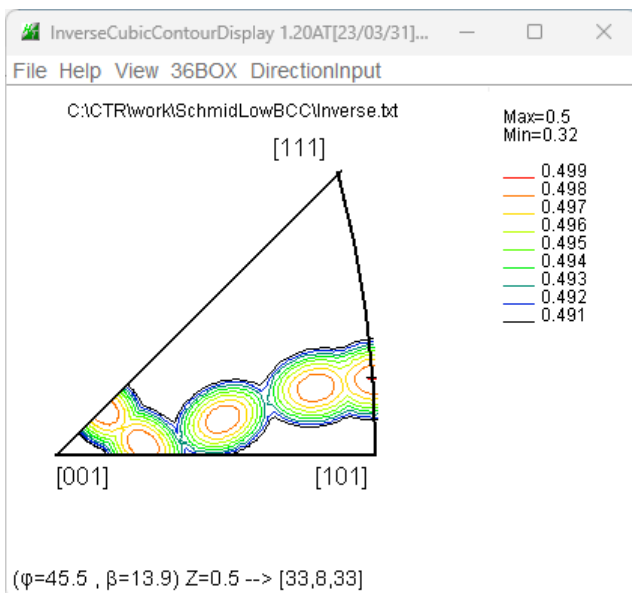 InverseCubicContourDisplay 1.20AT[23/03/31]...
File Help View 36BOX DirectionInput
C:\CTR\work\SchmidLowBCC\Inverse.txt
Max=0.5
Min=0.32
[111]
0.499
0.498
0.497
0.496
0.495
0.494
0.493
0.492
0.491
[001]
[101]
(φ=45.5 , β=13.9) Z=0.5 --> [33,8,33]